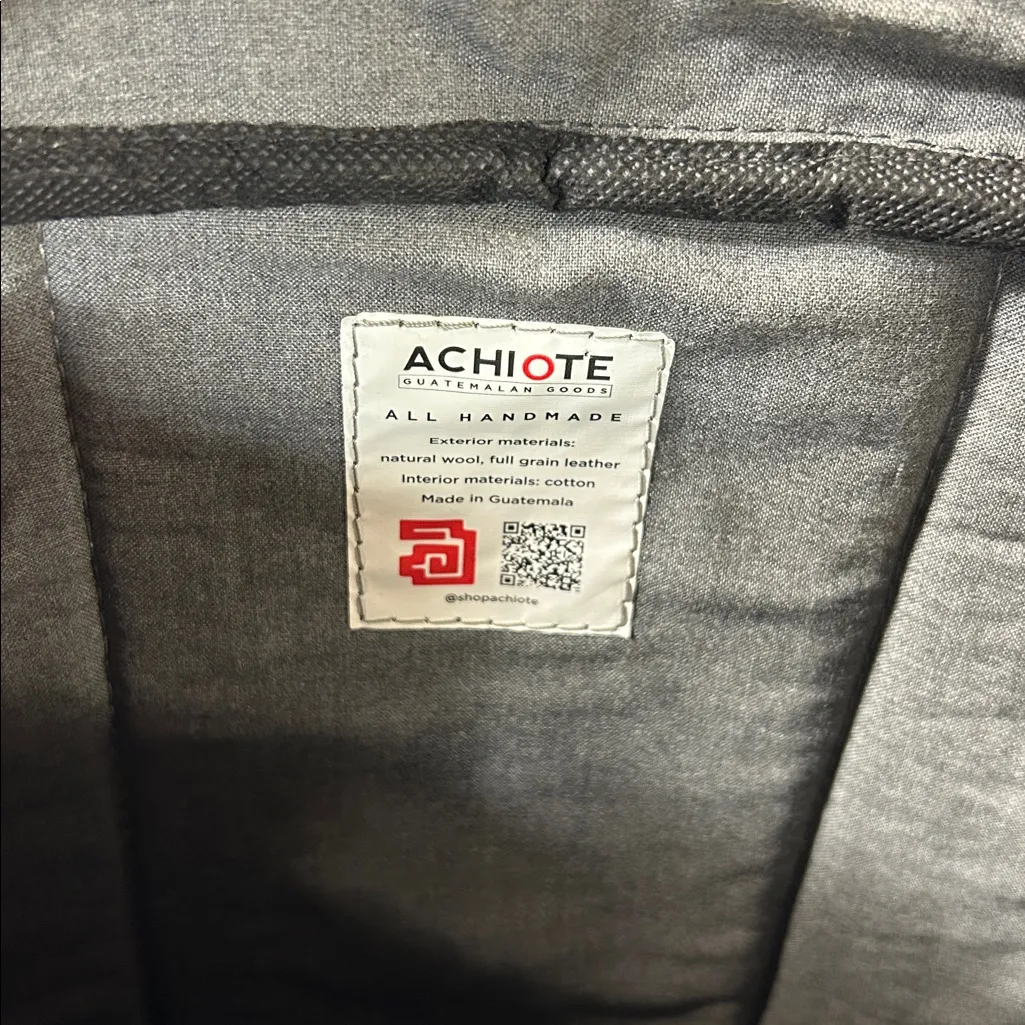 ACHIOTE
GUATEMALAN GOODS
ALL HANDMADE
Exterior materials:
natural wool, full grain leather
Interior materials: cotton
Made in Guatemala
@shopachiote